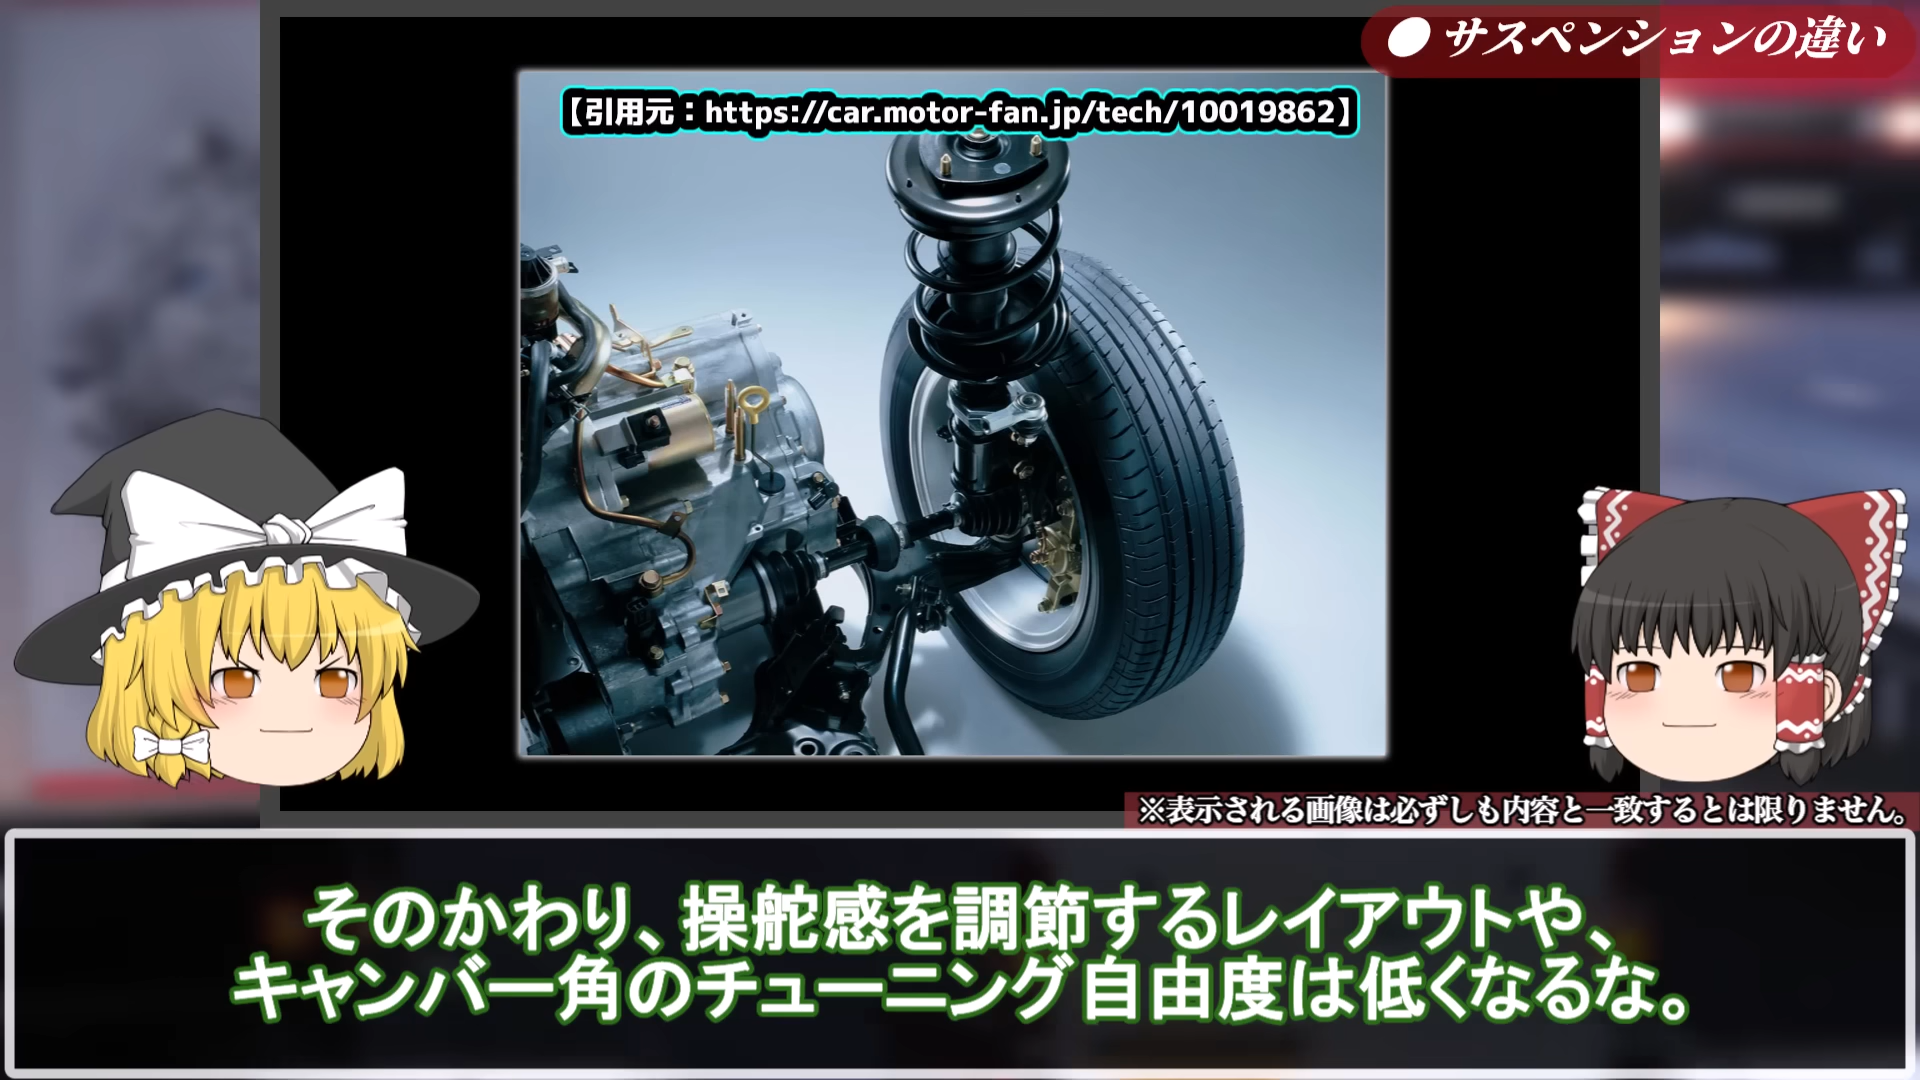 ●サスペンションの違い
【引用元：https://car.motor-fan.jp/tech/10019862】
※表示される画像は必ずしも内容と一致するとは限りません。
そのかわり、操舵感を調節するレイアウトや、
キャンバー角のチューニング自由度は低くなるな。